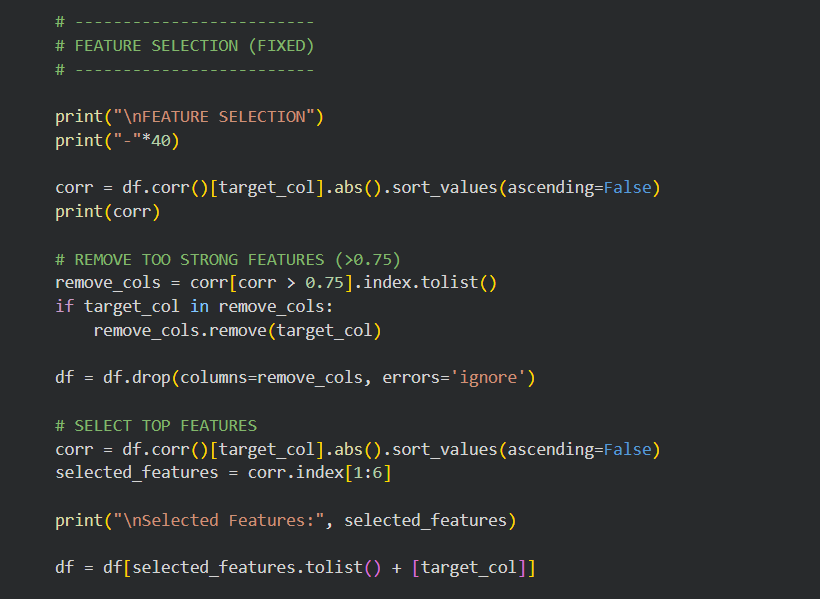 # -------------------------
# FEATURE SELECTION (FIXED)
# -------------------------
print("\nFEATURE SELECTION")
print("-"*40)
corr = df.corr()[target_col].abs().sort_values(ascending=False)
print(corr)
# REMOVE TOO STRONG FEATURES (>0.75)
remove_cols = corr[corr > 0.75].index.tolist()
if target_col in remove_cols:
    remove_cols.remove(target_col)
df = df.drop(columns=remove_cols, errors='ignore')
# SELECT TOP FEATURES
corr = df.corr()[target_col].abs().sort_values(ascending=False)
selected_features = corr.index[1:6]
print("\nSelected Features:", selected_features)
df = df[selected_features.tolist() + [target_col]]